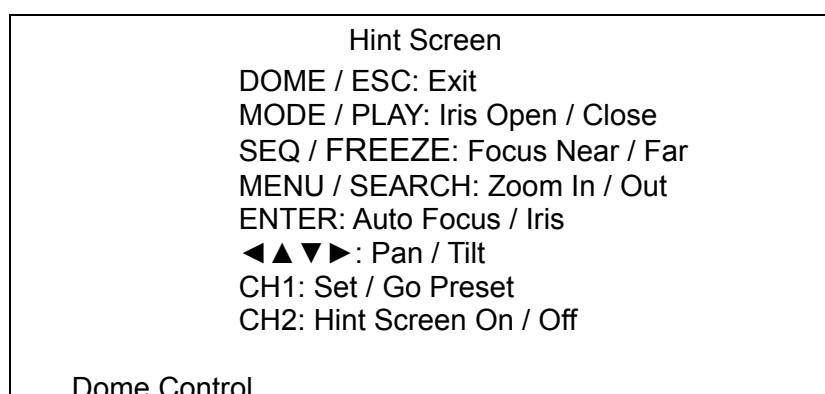 Hint Screen
DOME / ESC: Exit
MODE / PLAY: Iris Open / Close
SEQ / FREEZE: Focus Near / Far
MENU / SEARCH: Zoom In / Out
ENTER: Auto Focus / Iris
◄▲▼►: Pan / Tilt
CH1: Set / Go Preset
CH2: Hint Screen On / Off
Dome Control